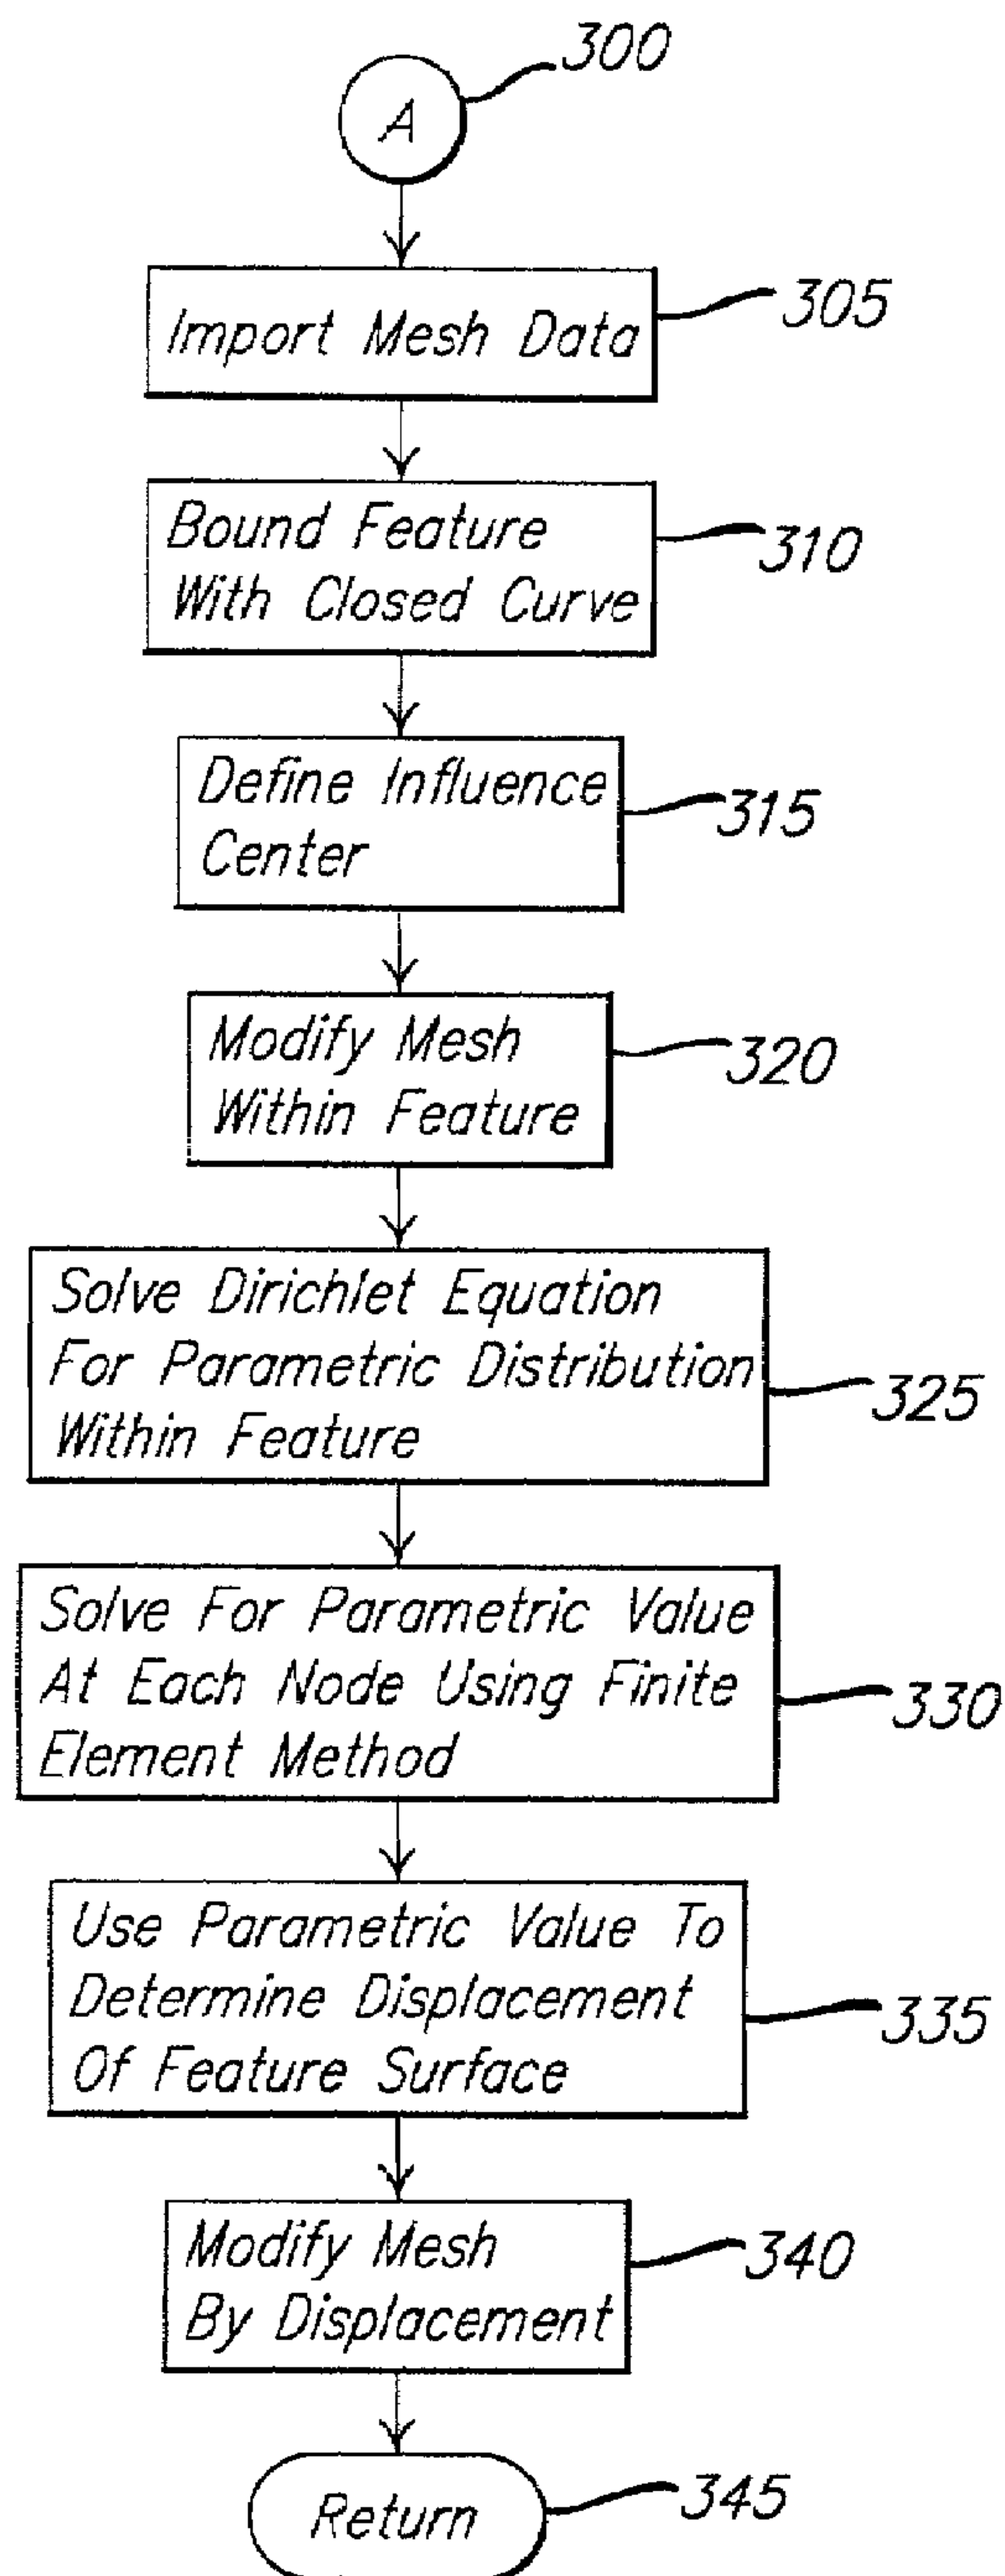 300
A
Import Mesh Data
305
Bound Feature
With Closed Curve
310
Define Influence
Center
315
Modify Mesh
Within Feature
320
Solve Dirichlet Equation
For Parametric Distribution
Within Feature
325
Solve For Parametric Value
At Each Node Using Finite
Element Method
330
Use Parametric Value To
Determine Displacement
Of Feature Surface
335
Modify Mesh
By Displacement
340
Return
345